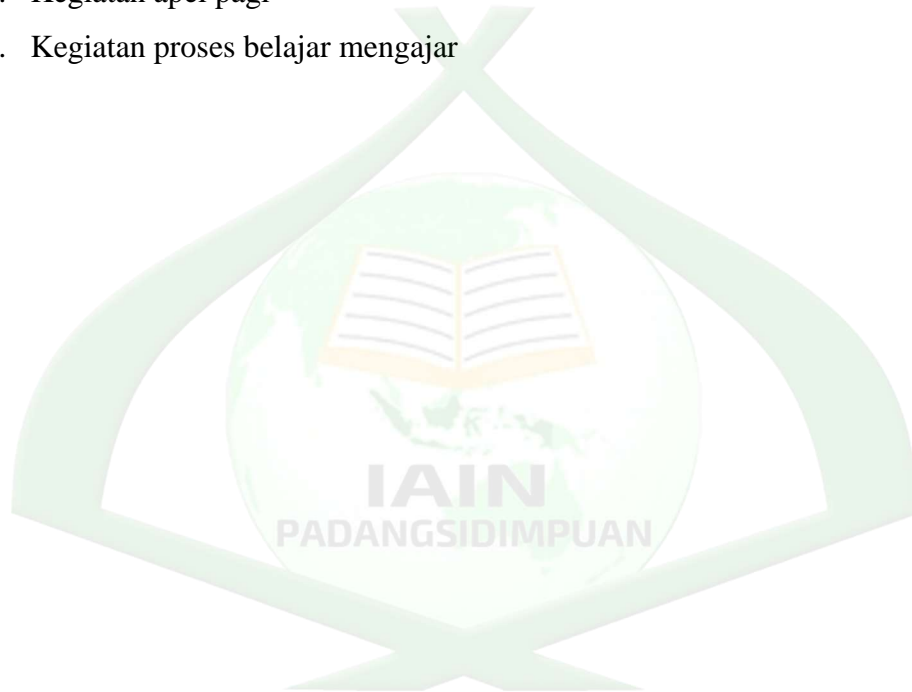 . Kegiatan apel pagi
. Kegiatan proses belajar mengajar
IAIN
PADANGSIDIMPUAN